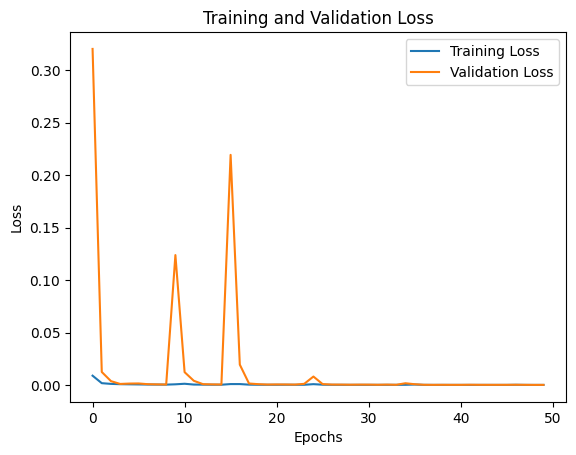 Training and Validation Loss
Training Loss
Validation Loss
0.30
0.25
0.20
0.15
0.10
0.05
0.00
Loss
0
10
20
30
40
50
Epochs